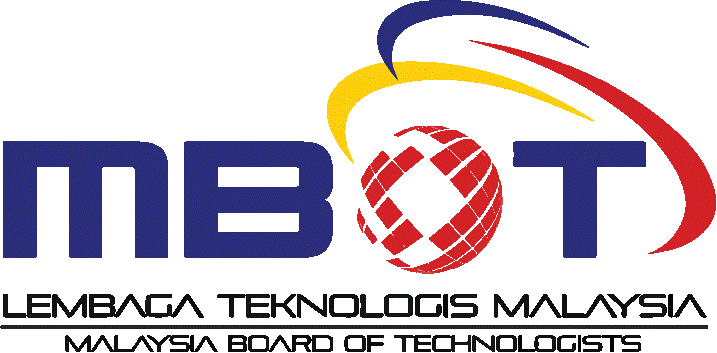 MBOT
LEMBAGA TEKNOLOGIS MALAYSIA
MALAYSIA BOARD OF TECHNOLOGISTS